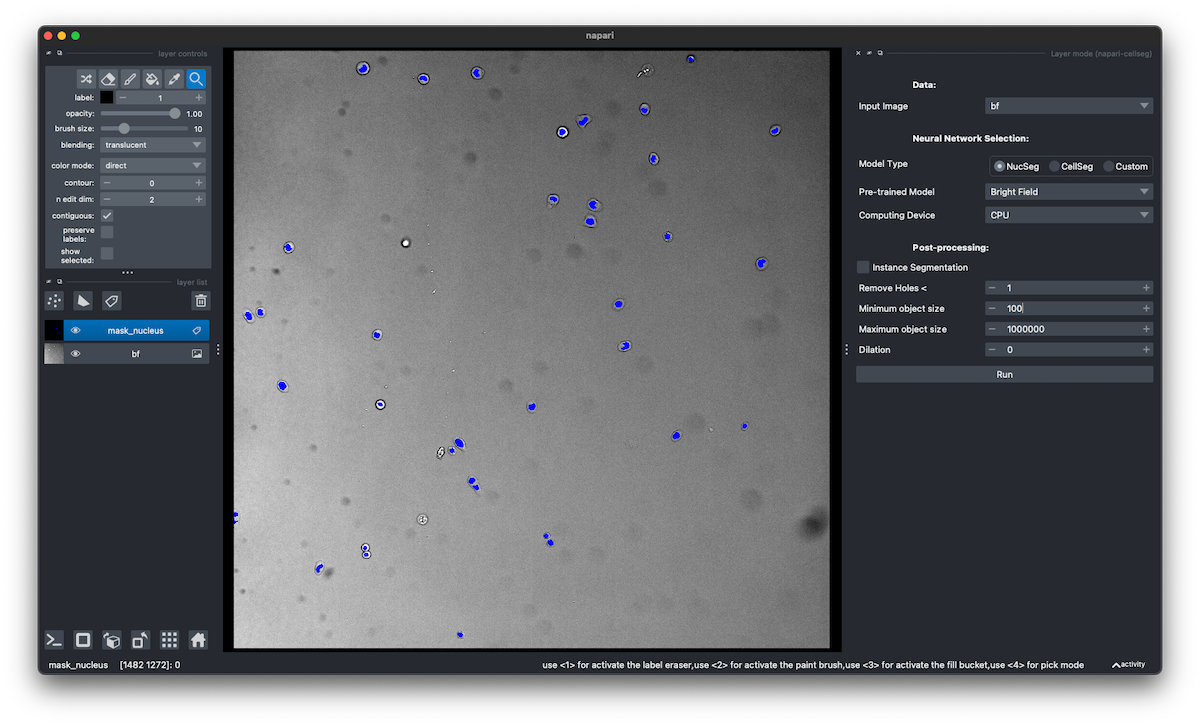 napari
layer controls
label: 1
opacity: 1.00
brush size: 10
blending: translucent
color mode: direct
contour: 0
n edit dim: 2
contiguous:
preserve
labels:
show
selected:
layer list
mask_nucleus
bf
Layer mode (napari-cellseg)
Data:
Input Image bf
Neural Network Selection:
Model Type NucSeg CellSeg Custom
Pre-trained Model Bright Field
Computing Device CPU
Post-processing:
Instance Segmentation
Remove Holes < 1
Minimum object size 100
Maximum object size 1000000
Dilation 0
Run
mask_nucleus [1482 1272]: 0
use <1> for activate the label eraser,use <2> for activate the paint brush,use <3> for activate the fill bucket,use <4> for pick mode
activity